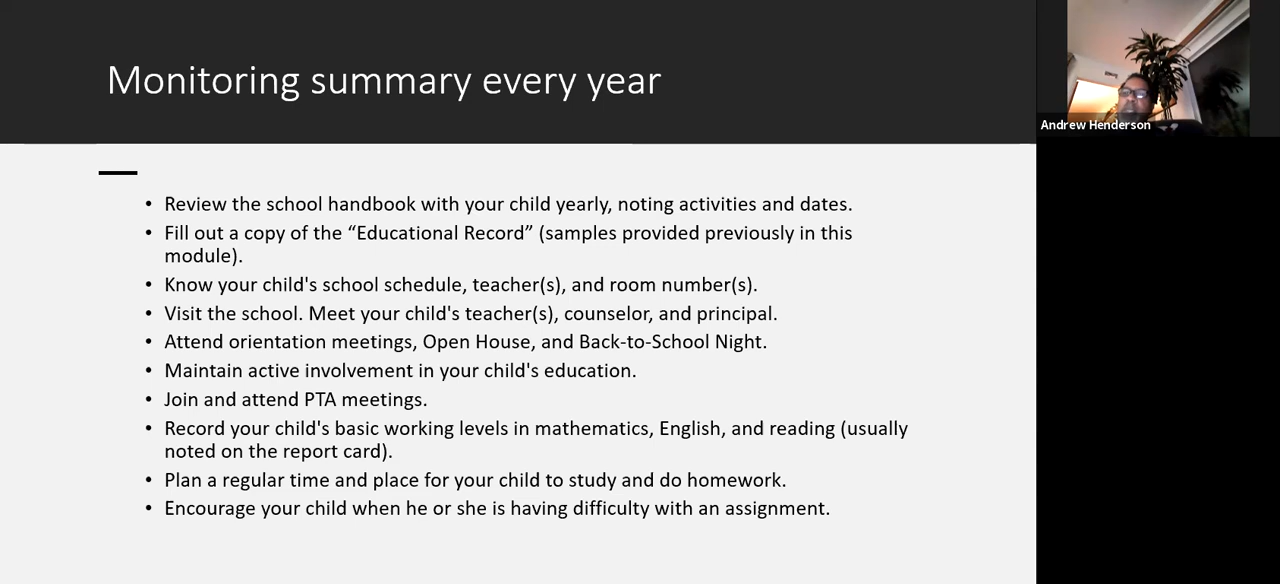 Monitoring summary every year
Andrew Henderson
• Review the school handbook with your child yearly, noting activities and dates.
• Fill out a copy of the “Educational Record” (samples provided previously in this
module).
• Know your child's school schedule, teacher(s), and room number(s).
• Visit the school. Meet your child's teacher(s), counselor, and principal.
• Attend orientation meetings, Open House, and Back-to-School Night.
• Maintain active involvement in your child's education.
• Join and attend PTA meetings.
• Record your child's basic working levels in mathematics, English, and reading (usually
noted on the report card).
• Plan a regular time and place for your child to study and do homework.
• Encourage your child when he or she is having difficulty with an assignment.